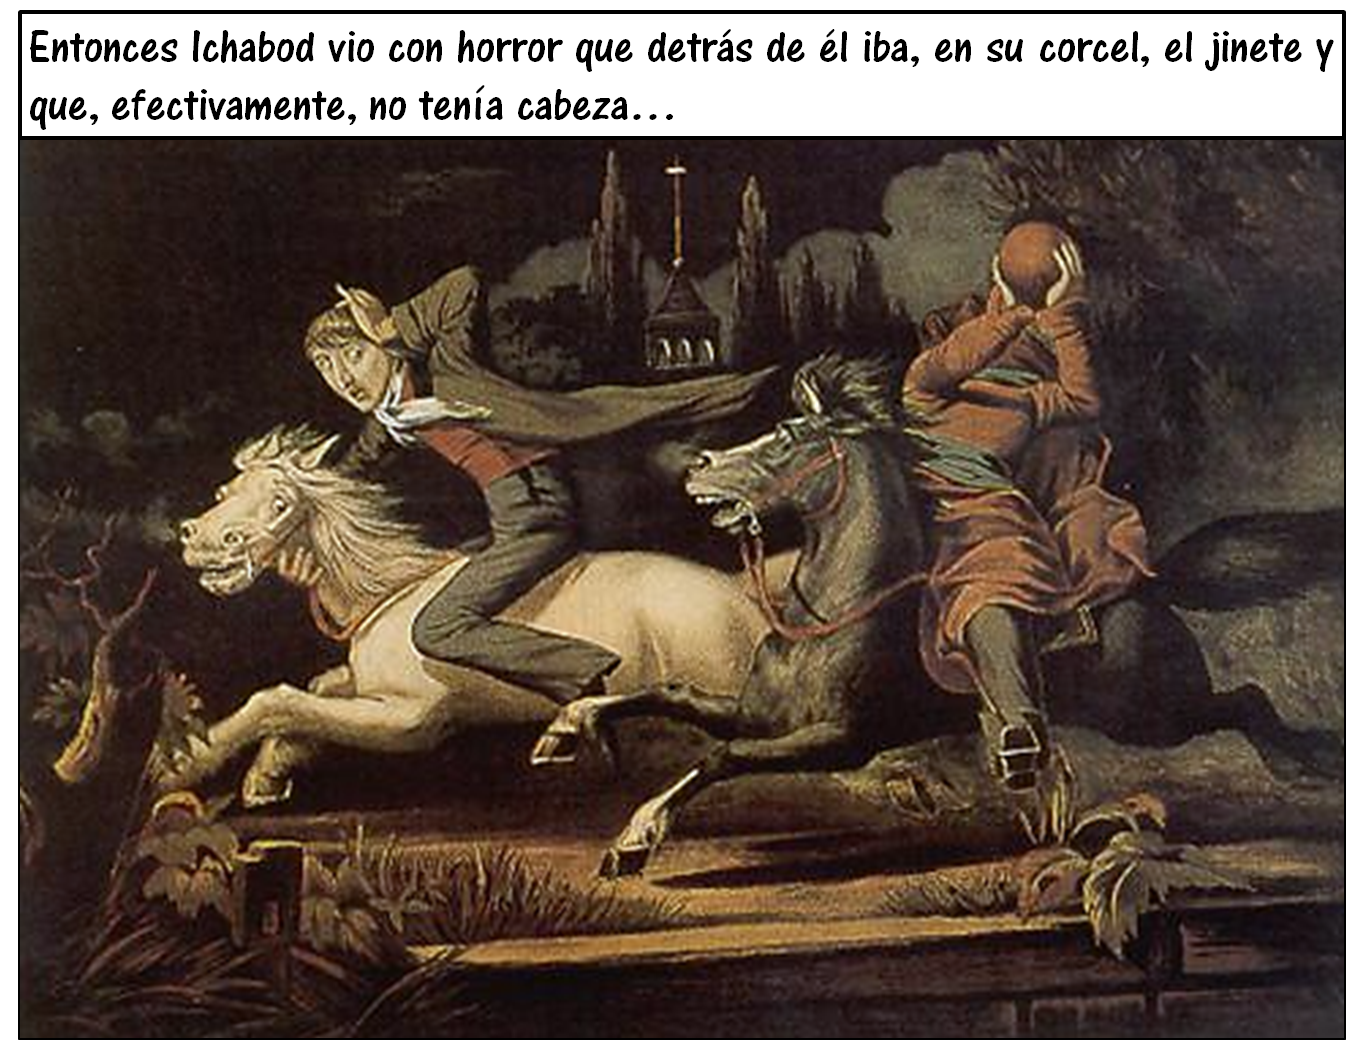 Entonces Ichabod vio con horror que detrás de él iba, en su corcel, el jinete y
que, efectivamente, no tenía cabeza...